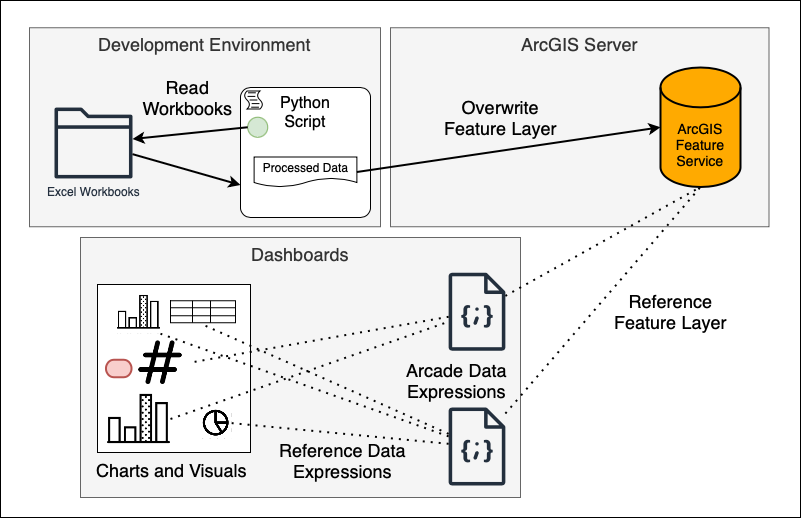 Development Environment
ArcGIS Server
Read
Workbooks
Python
Script
Processed Data
Excel Workbooks
Overwrite
Feature Layer
ArcGIS
Feature
Service
Dashboards
#
{;}
Arcade Data
Expressions
{;}
Reference Data
Expressions
Charts and Visuals
Reference
Feature Layer